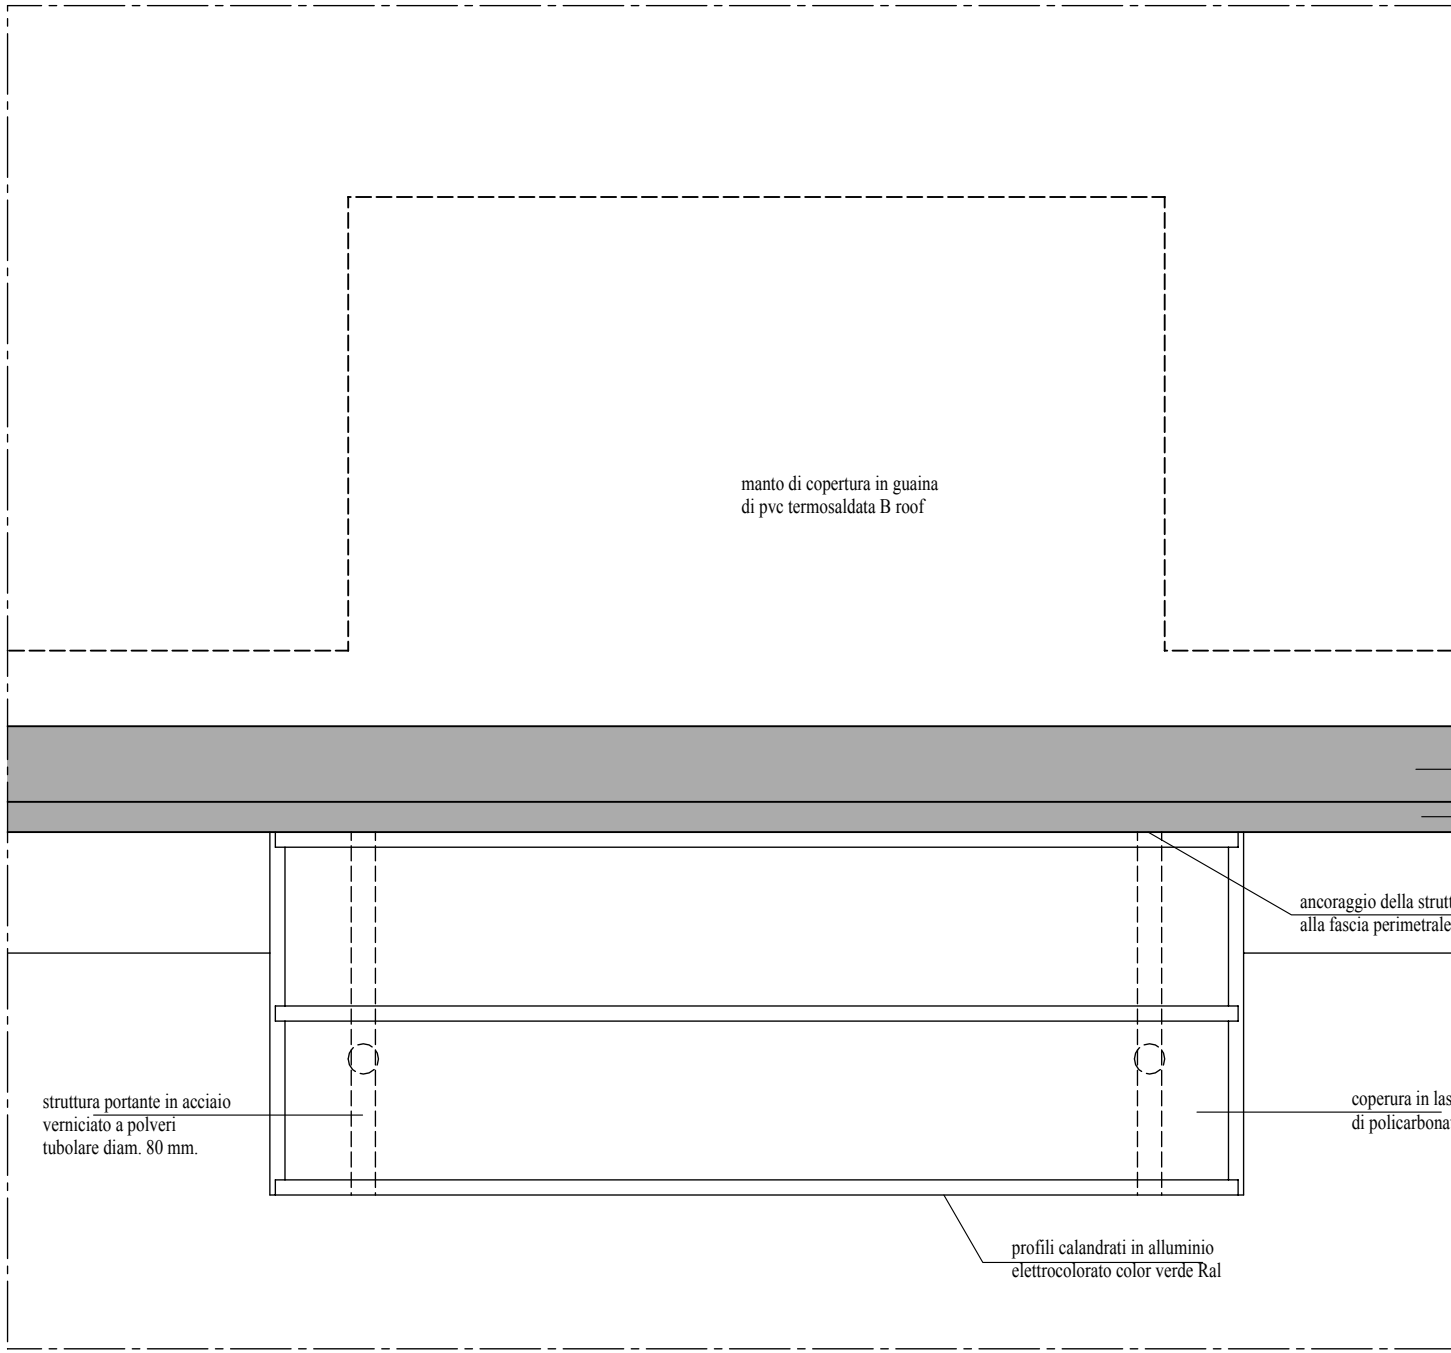 manto di copertura in guaina
di pvc termosaldata B roof
ancoraggio della strutt
alla fascia perimetrale
struttura portante in acciaio
verniciato a polveri
tubolare diam. 80 mm.
coperura in las
di policarbona
profili calandrati in alluminio
elettrocolorato color verde Ral